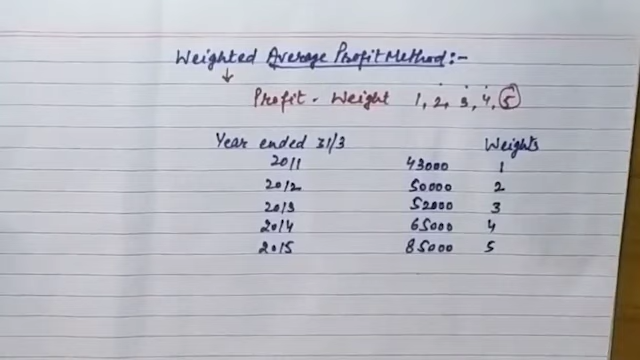 Weighted Average Profit Method:-
↓
Profit - Weight 1, 2, 3, 4, 5
Year ended 31/3 Weights
2011 43000 1
2012 50000 2
2013 52000 3
2014 65000 4
2015 85000 5